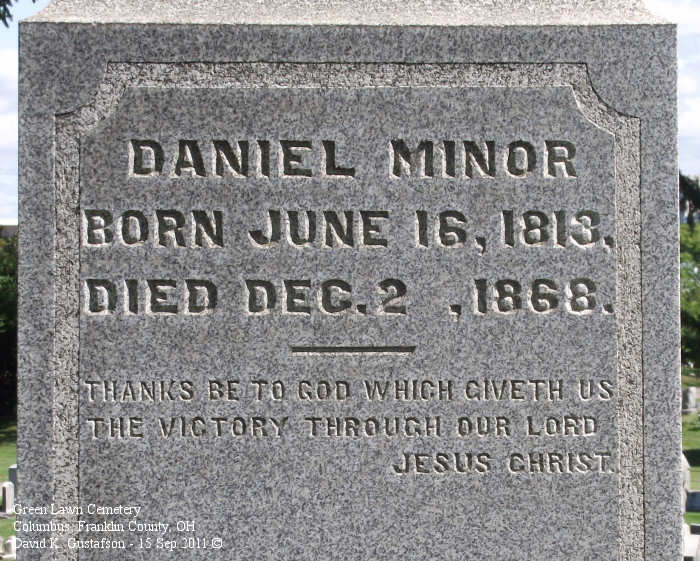 DANIEL MINOR
BORN JUNE 16, 1813.
DIED DEC. 2 , 1868.
THANKS BE TO GOD WHICH GIVETH US
THE VICTORY THROUGH OUR LORD
JESUS CHRIST.
Green Lawn Cemetery
Columbus, Franklin County, OH
David K. Gustafson - 15 Sep 2011 ©